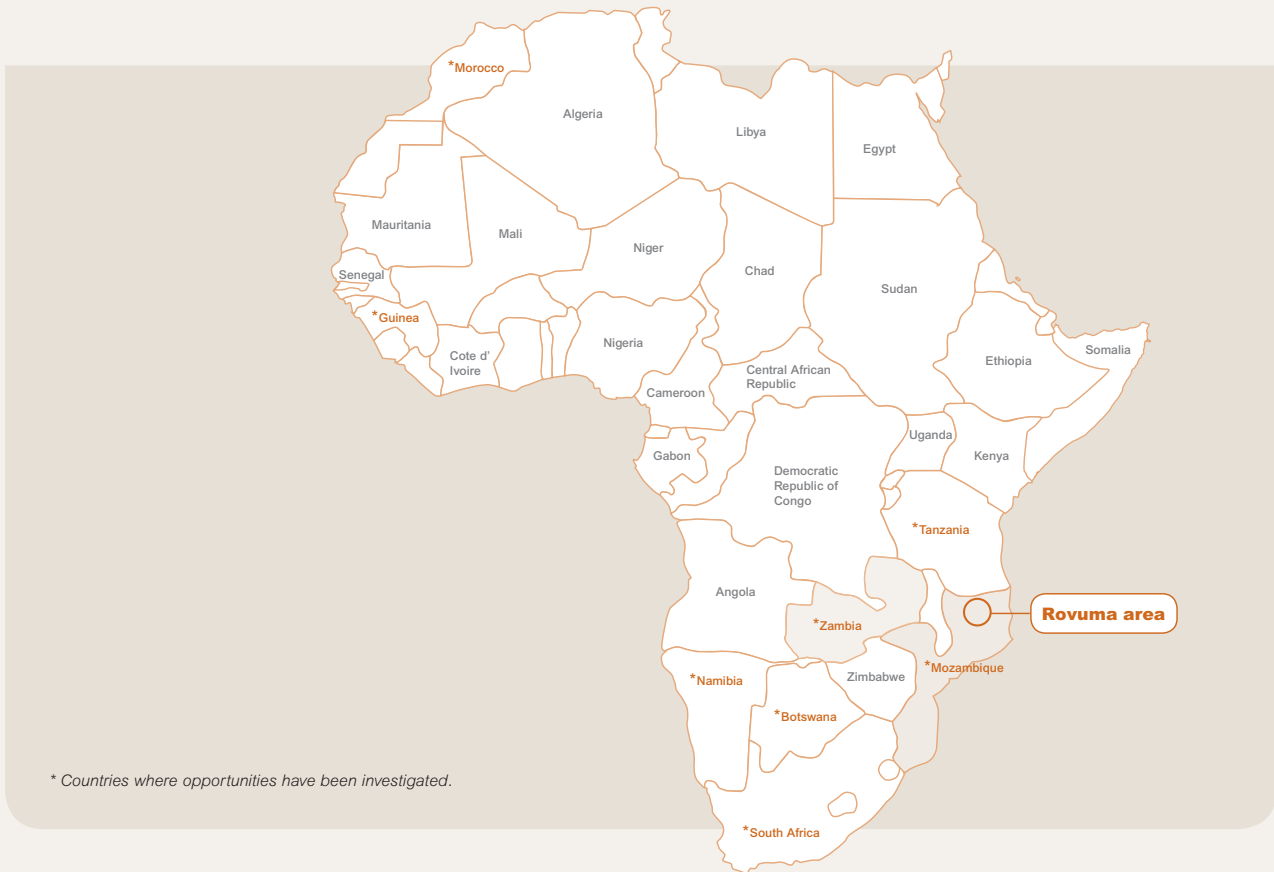 *Morocco
Algeria
Libya
Egypt
Mauritania
Mali
Niger
Chad
Sudan
Senegal
*Guinea
Cote d'
Ivoire
Nigeria
Cameroon
Central African
Republic
Ethiopia
Somalia
Gabon
Democratic
Republic of
Congo
Uganda
Kenya
*Tanzania
Angola
*Zambia
Rovuma area
*Mozambique
*Namibia
Zimbabwe
*Botswana
*South Africa
* Countries where opportunities have been investigated.